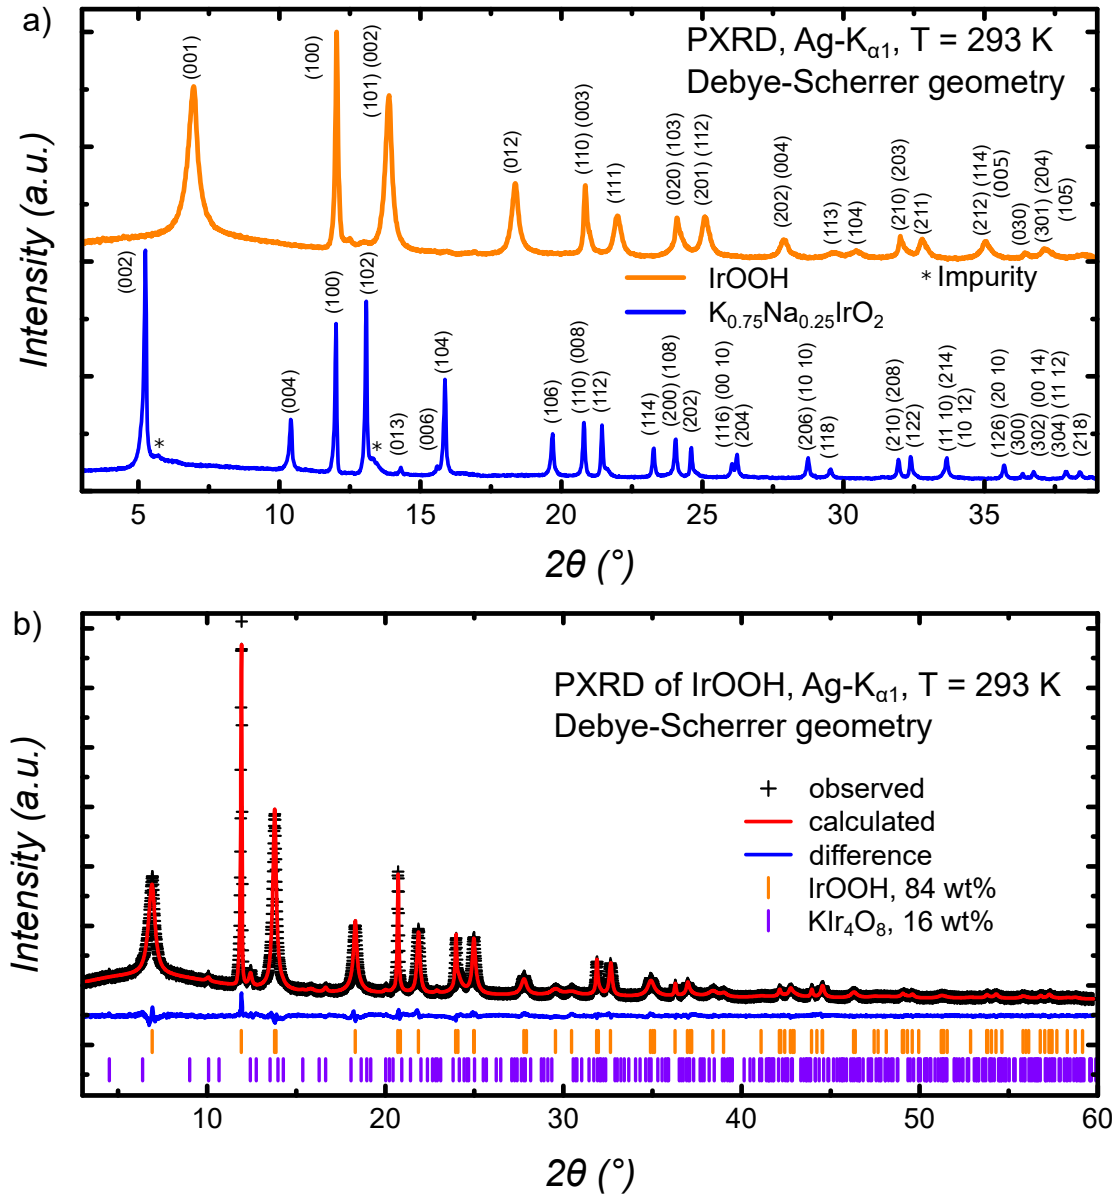 a)
PXRD, Ag-Kα1, T = 293 K
Debye-Scherrer geometry
Intensity (a.u.)
(001)
(100)
(101) (002)
(012)
(110) (003)
(111)
(020) (103)
(201) (112)
(202) (004)
(113)
(104)
(210) (203)
(211)
(212) (114)
(005)
(030)
(301) (204)
(105)
IrOOH
K0.75Na0.25IrO2
* Impurity
(002)
*
(004)
(100)
(102)
*
(013)
(006)
(104)
(106)
(110) (008)
(112)
(114)
(200) (108)
(202)
(116) (00 10)
(204)
(206) (10 10)
(118)
(210) (208)
(122)
(11 10) (214)
(10 12)
(126) (20 10)
(300)
(302) (00 14)
(304) (11 12)
(218)
5 10 15 20 25 30 35
2θ (°)
b)
PXRD of IrOOH, Ag-Kα1, T = 293 K
Debye-Scherrer geometry
Intensity (a.u.)
observed
calculated
difference
IrOOH, 84 wt%
KIr4O8, 16 wt%
10 20 30 40 50 60
2θ (°)